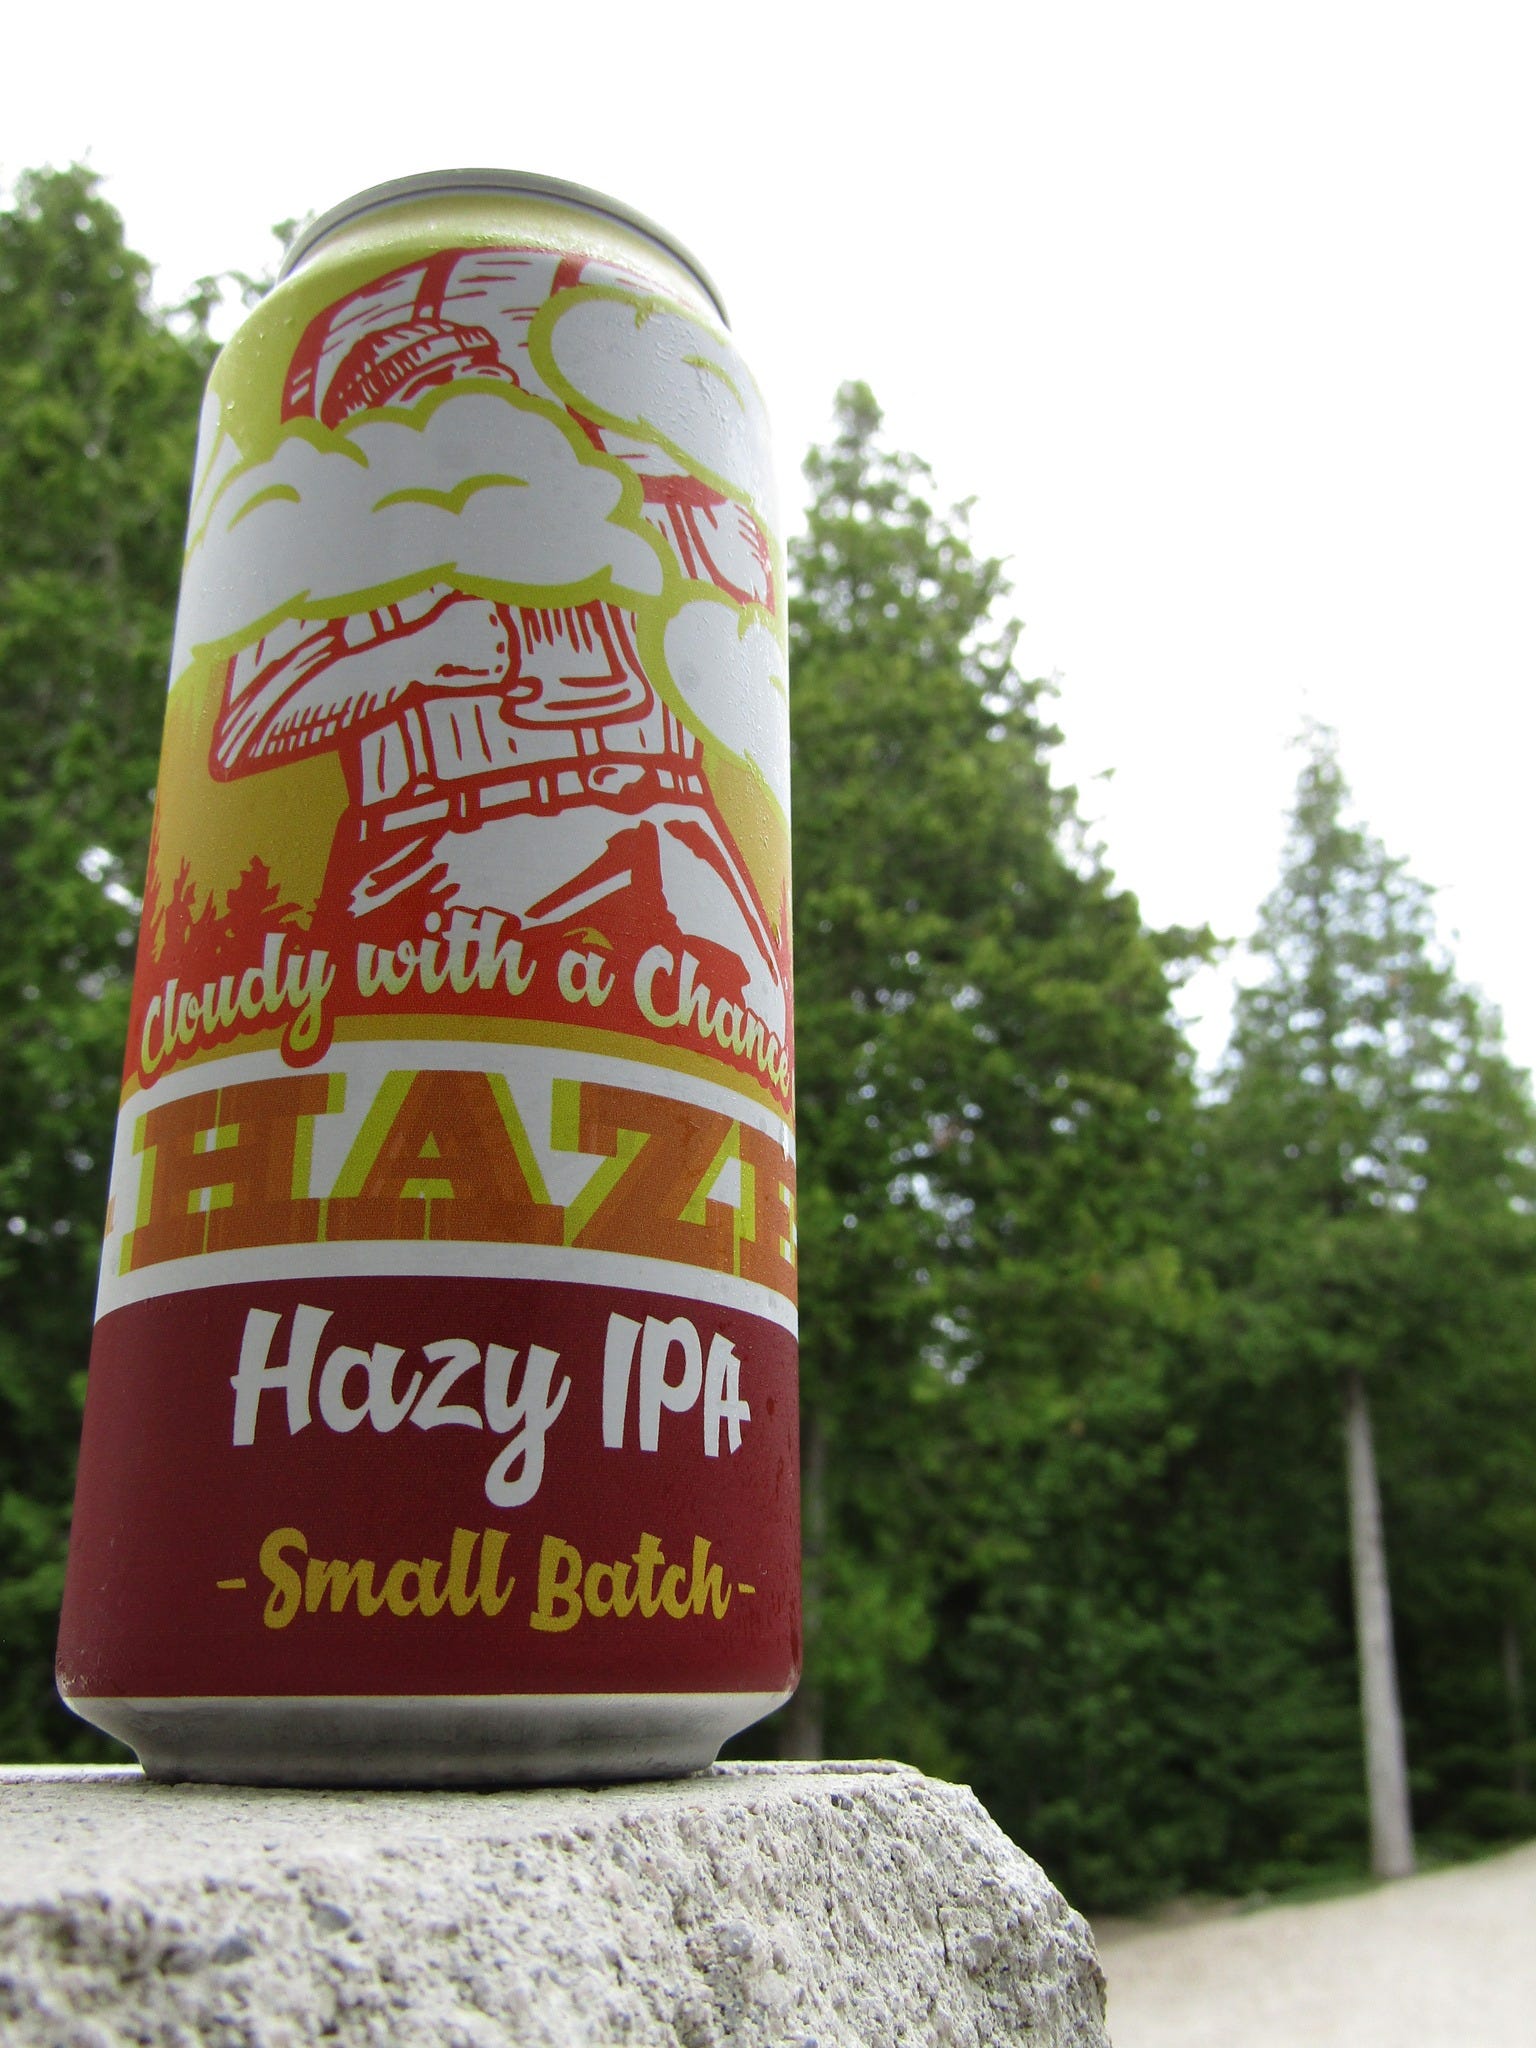 Cloudy with a Chance
HAZE
Hazy IPA
-Small Batch-